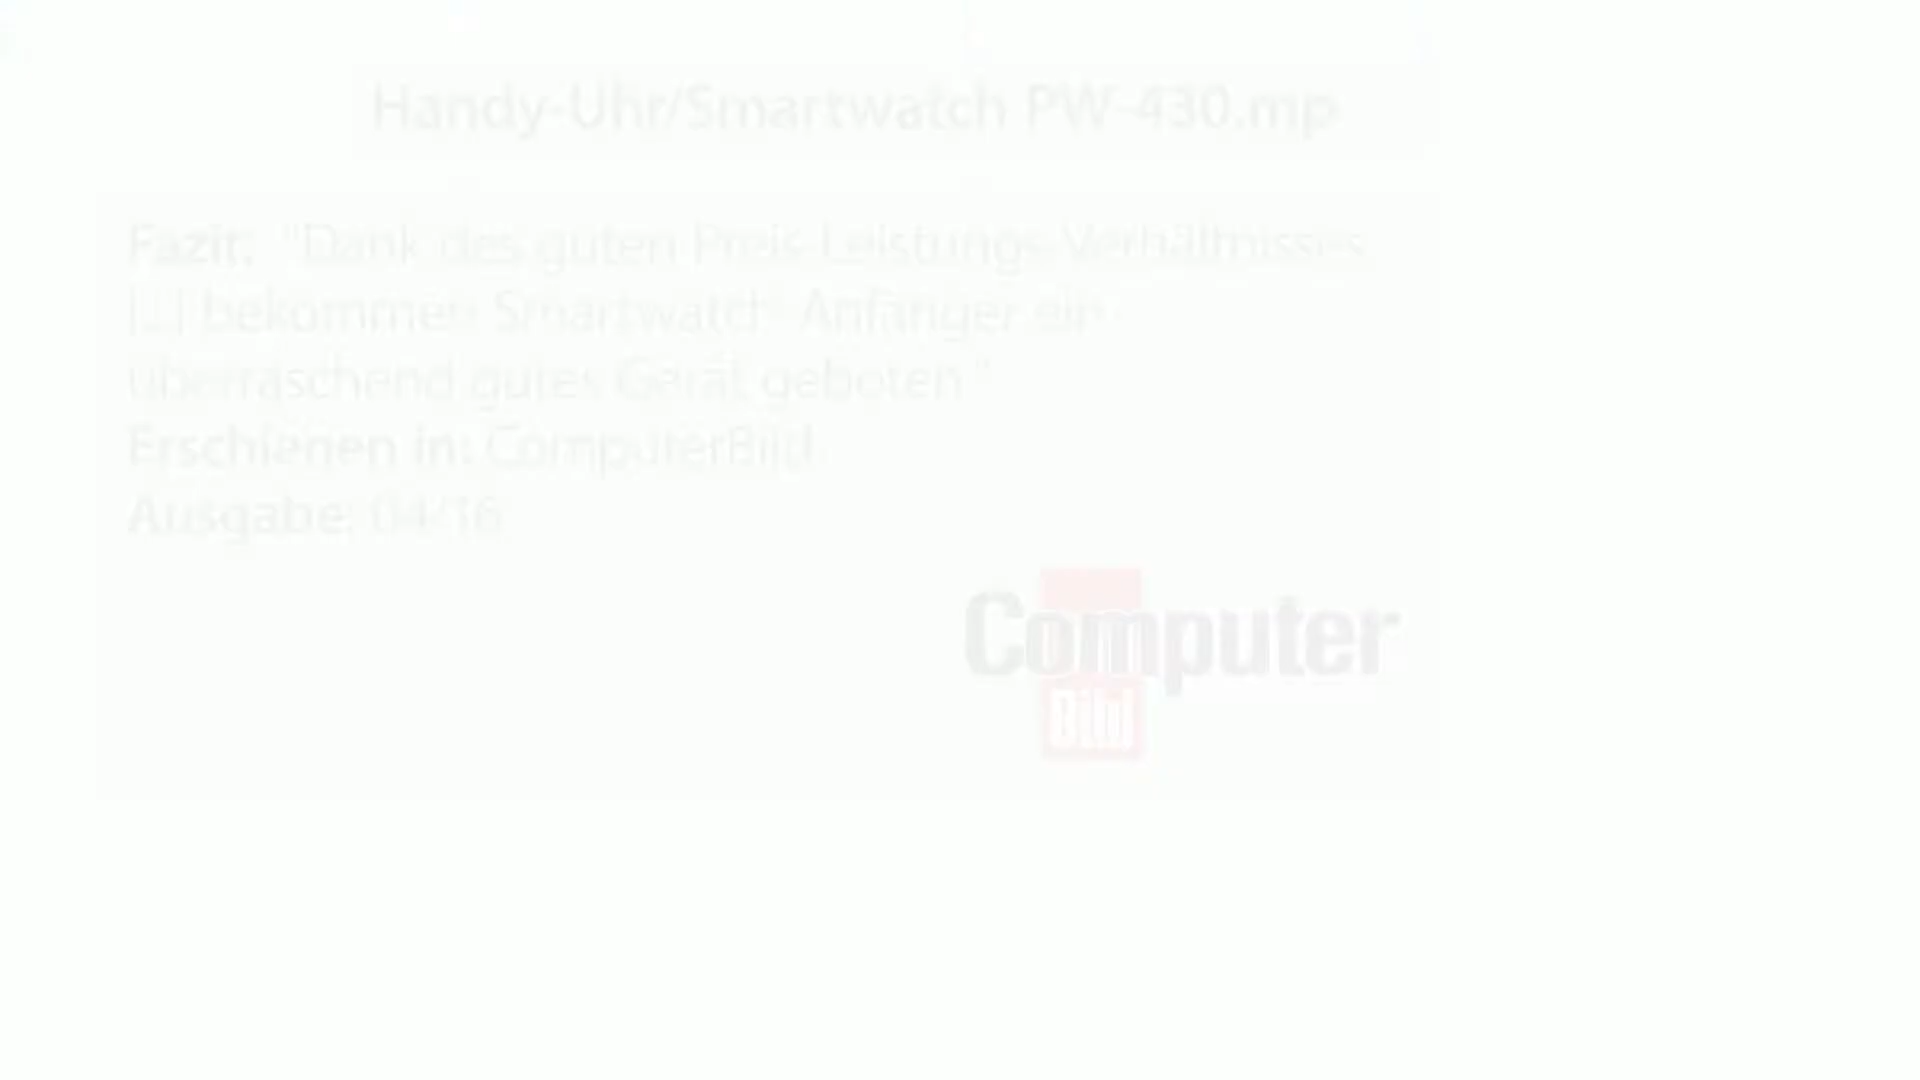 Handy-Uhr/Smartwatch PW-430.mp
Fazit: "Dank des guten Preis-Leistungs-Verhältnisses
[...] bekommen Smartwatch-Anfänger ein
überraschend gutes Gerät geboten."
Erschienen in: ComputerBild
Ausgabe: 04/16
Computer
Bild